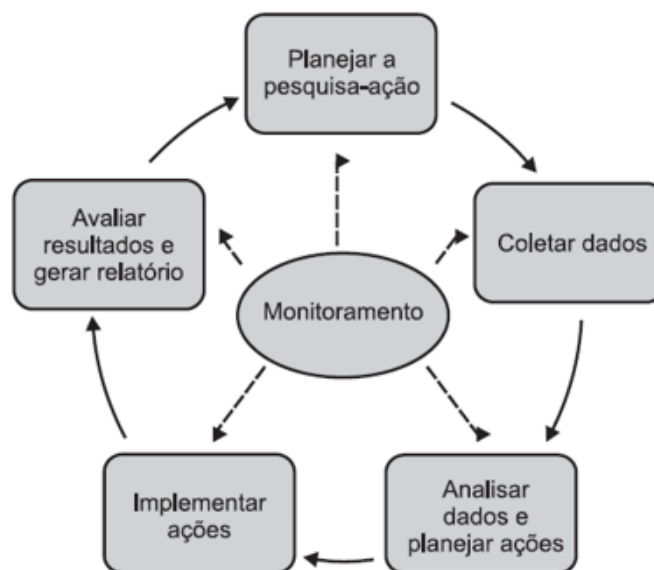 Planejar a
pesquisa-ação
Coletar dados
Analisar
dados e
planejar ações
Implementar
ações
Avaliar
resultados e
gerar relatório
Monitoramento